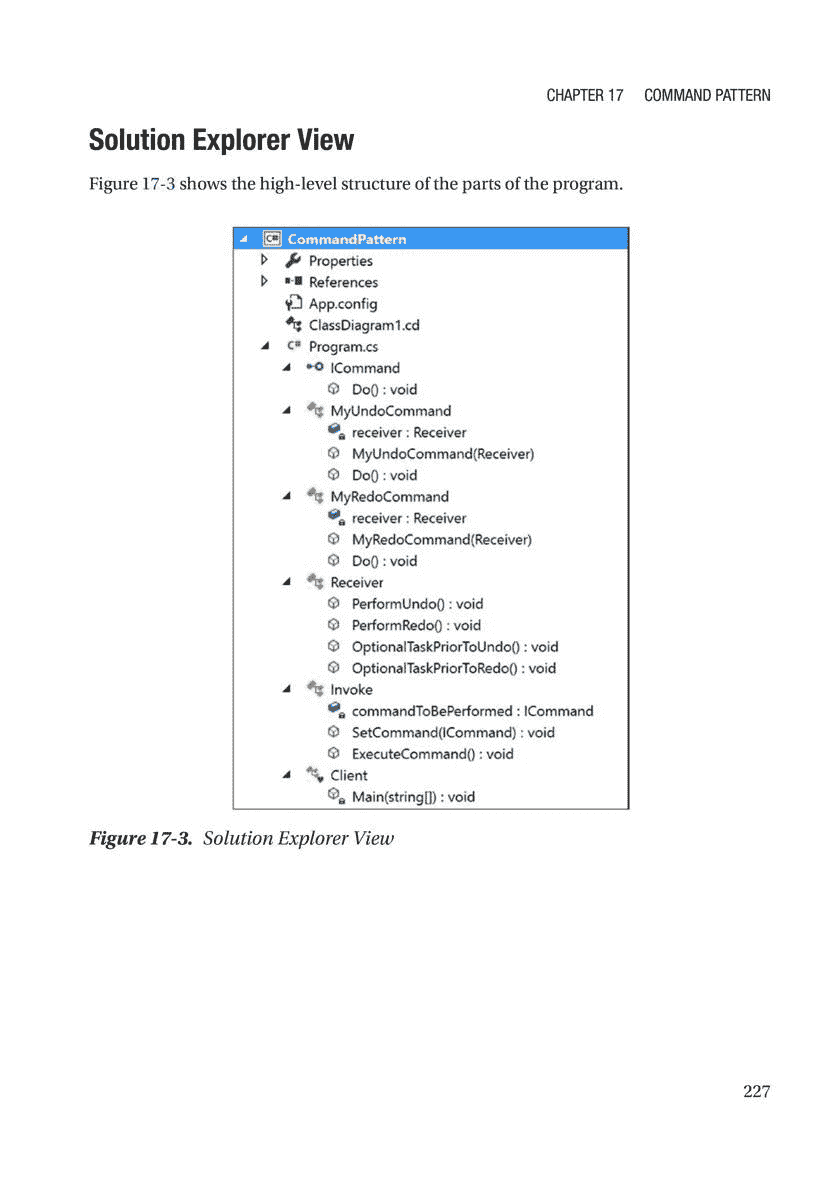 CHAPTER 17 COMMAND PATTERN
Solution Explorer View
Figure 17-3 shows the high-level structure of the parts of the program.
C# CommandPattern
Properties
References
App.config
ClassDiagram1.cd
C# Program.cs
ICommand
Do() : void
MyUndoCommand
receiver : Receiver
MyUndoCommand(Receiver)
Do() : void
MyRedoCommand
receiver : Receiver
MyRedoCommand(Receiver)
Do() : void
Receiver
PerformUndo() : void
PerformRedo() : void
OptionalTaskPriorToUndo() : void
OptionalTaskPriorToRedo() : void
Invoke
commandToBePerformed : ICommand
SetCommand(ICommand) : void
ExecuteCommand() : void
Client
Main(string[]) : void
Figure 17-3. Solution Explorer View
227